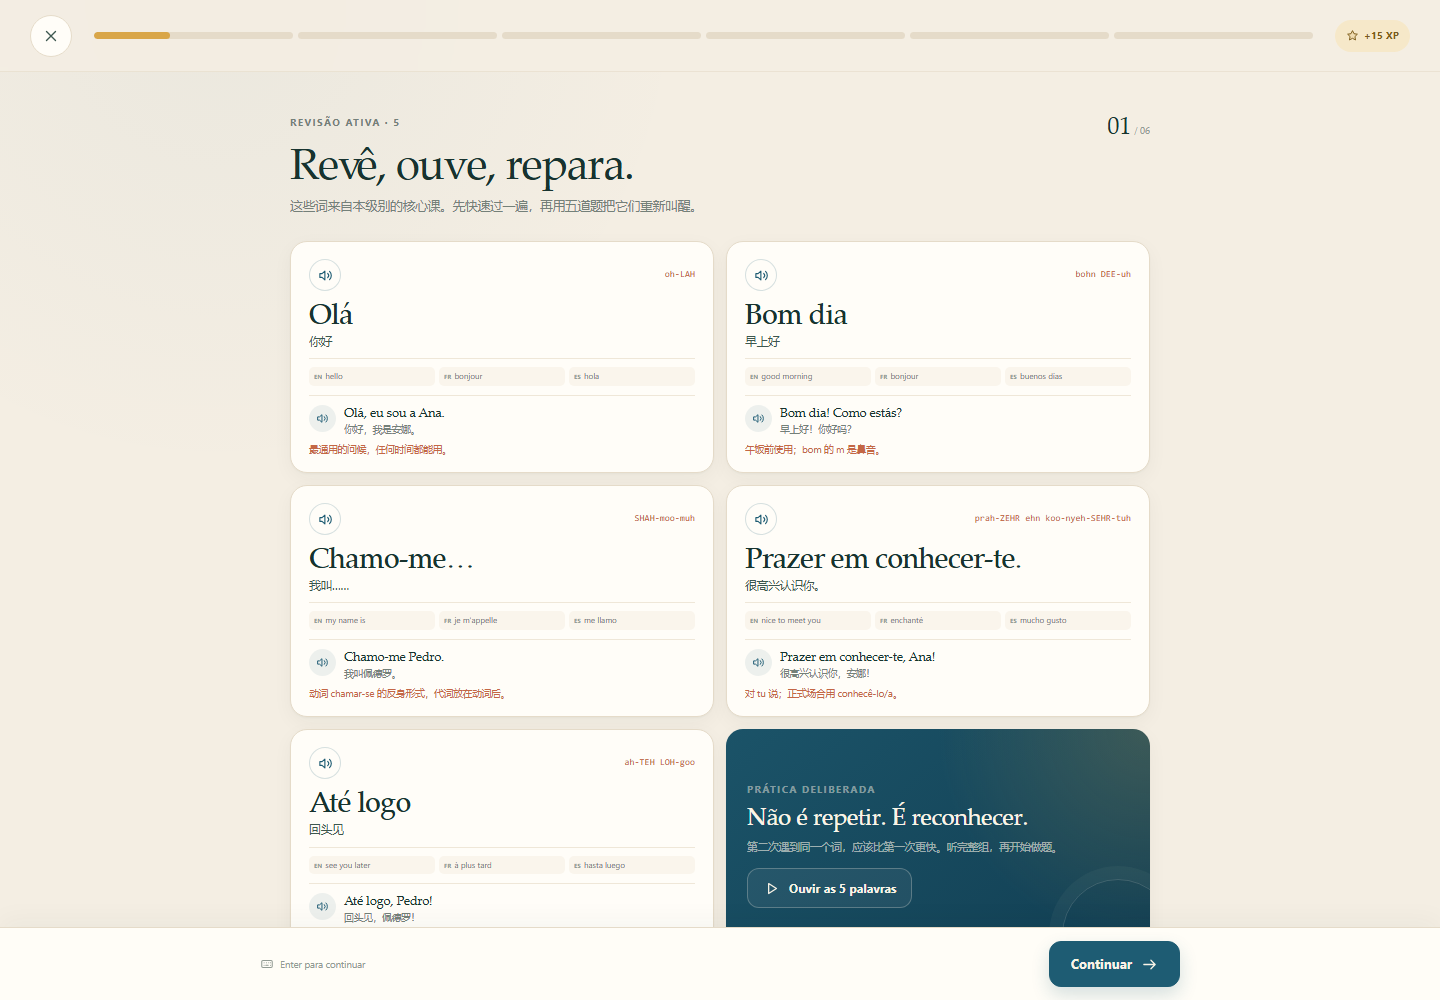 +15 XP
REVISÃO ATIVA · 5
01 / 06
Revê, ouve, repara.
这些词来自本级别的核心课。先快速过一遍，再用五道题把它们重新叫醒。
oh-LAH
Olá
你好
EN hello
FR bonjour
ES hola
Olá, eu sou a Ana.
你好，我是安娜。
最通用的问候，任何时间都能用。
bohn DEE-uh
Bom dia
早上好
EN good morning
FR bonjour
ES buenos días
Bom dia! Como estás?
早上好！你好吗？
午饭前使用；bom 的 m 是鼻音。
SHAH-moo-muh
Chamo-me…
我叫……
EN my name is
FR je m'appelle
ES me llamo
Chamo-me Pedro.
我叫佩德罗。
动词 chamar-se 的反身形式，代词放在动词后。
prah-ZEHR ehn koo-nyeh-SEHR-tuh
Prazer em conhecer-te.
很高兴认识你。
EN nice to meet you
FR enchanté
ES mucho gusto
Prazer em conhecer-te, Ana!
很高兴认识你，安娜！
对 tu 说；正式场合用 conhecê-lo/a。
ah-TEH LOH-goo
Até logo
回头见
EN see you later
FR à plus tard
ES hasta luego
Até logo, Pedro!
回头见，佩德罗！
PRÁTICA DELIBERADA
Não é repetir. É reconhecer.
第二次遇到同一个词，应该比第一次更快。听完整组，再开始做题。
Ouvir as 5 palavras
Enter para continuar
Continuar